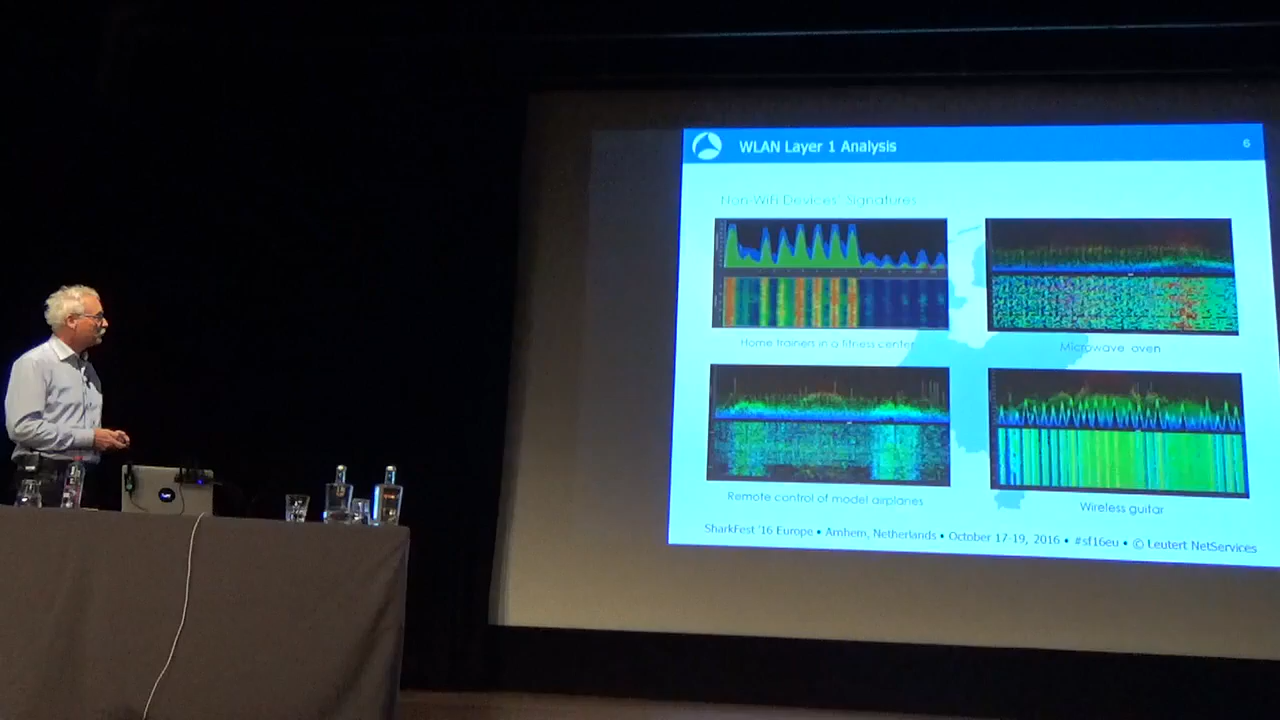 WLAN Layer 1 Analysis
6
Non-WiFi Devices Signatures
Home trainers in a fitness center
Microwave oven
Remote control of model airplanes
Wireless guitar
SharkFest '16 Europe • Arnhem, Netherlands • October 17-19, 2016 • #sf16eu • © Leutert NetServices